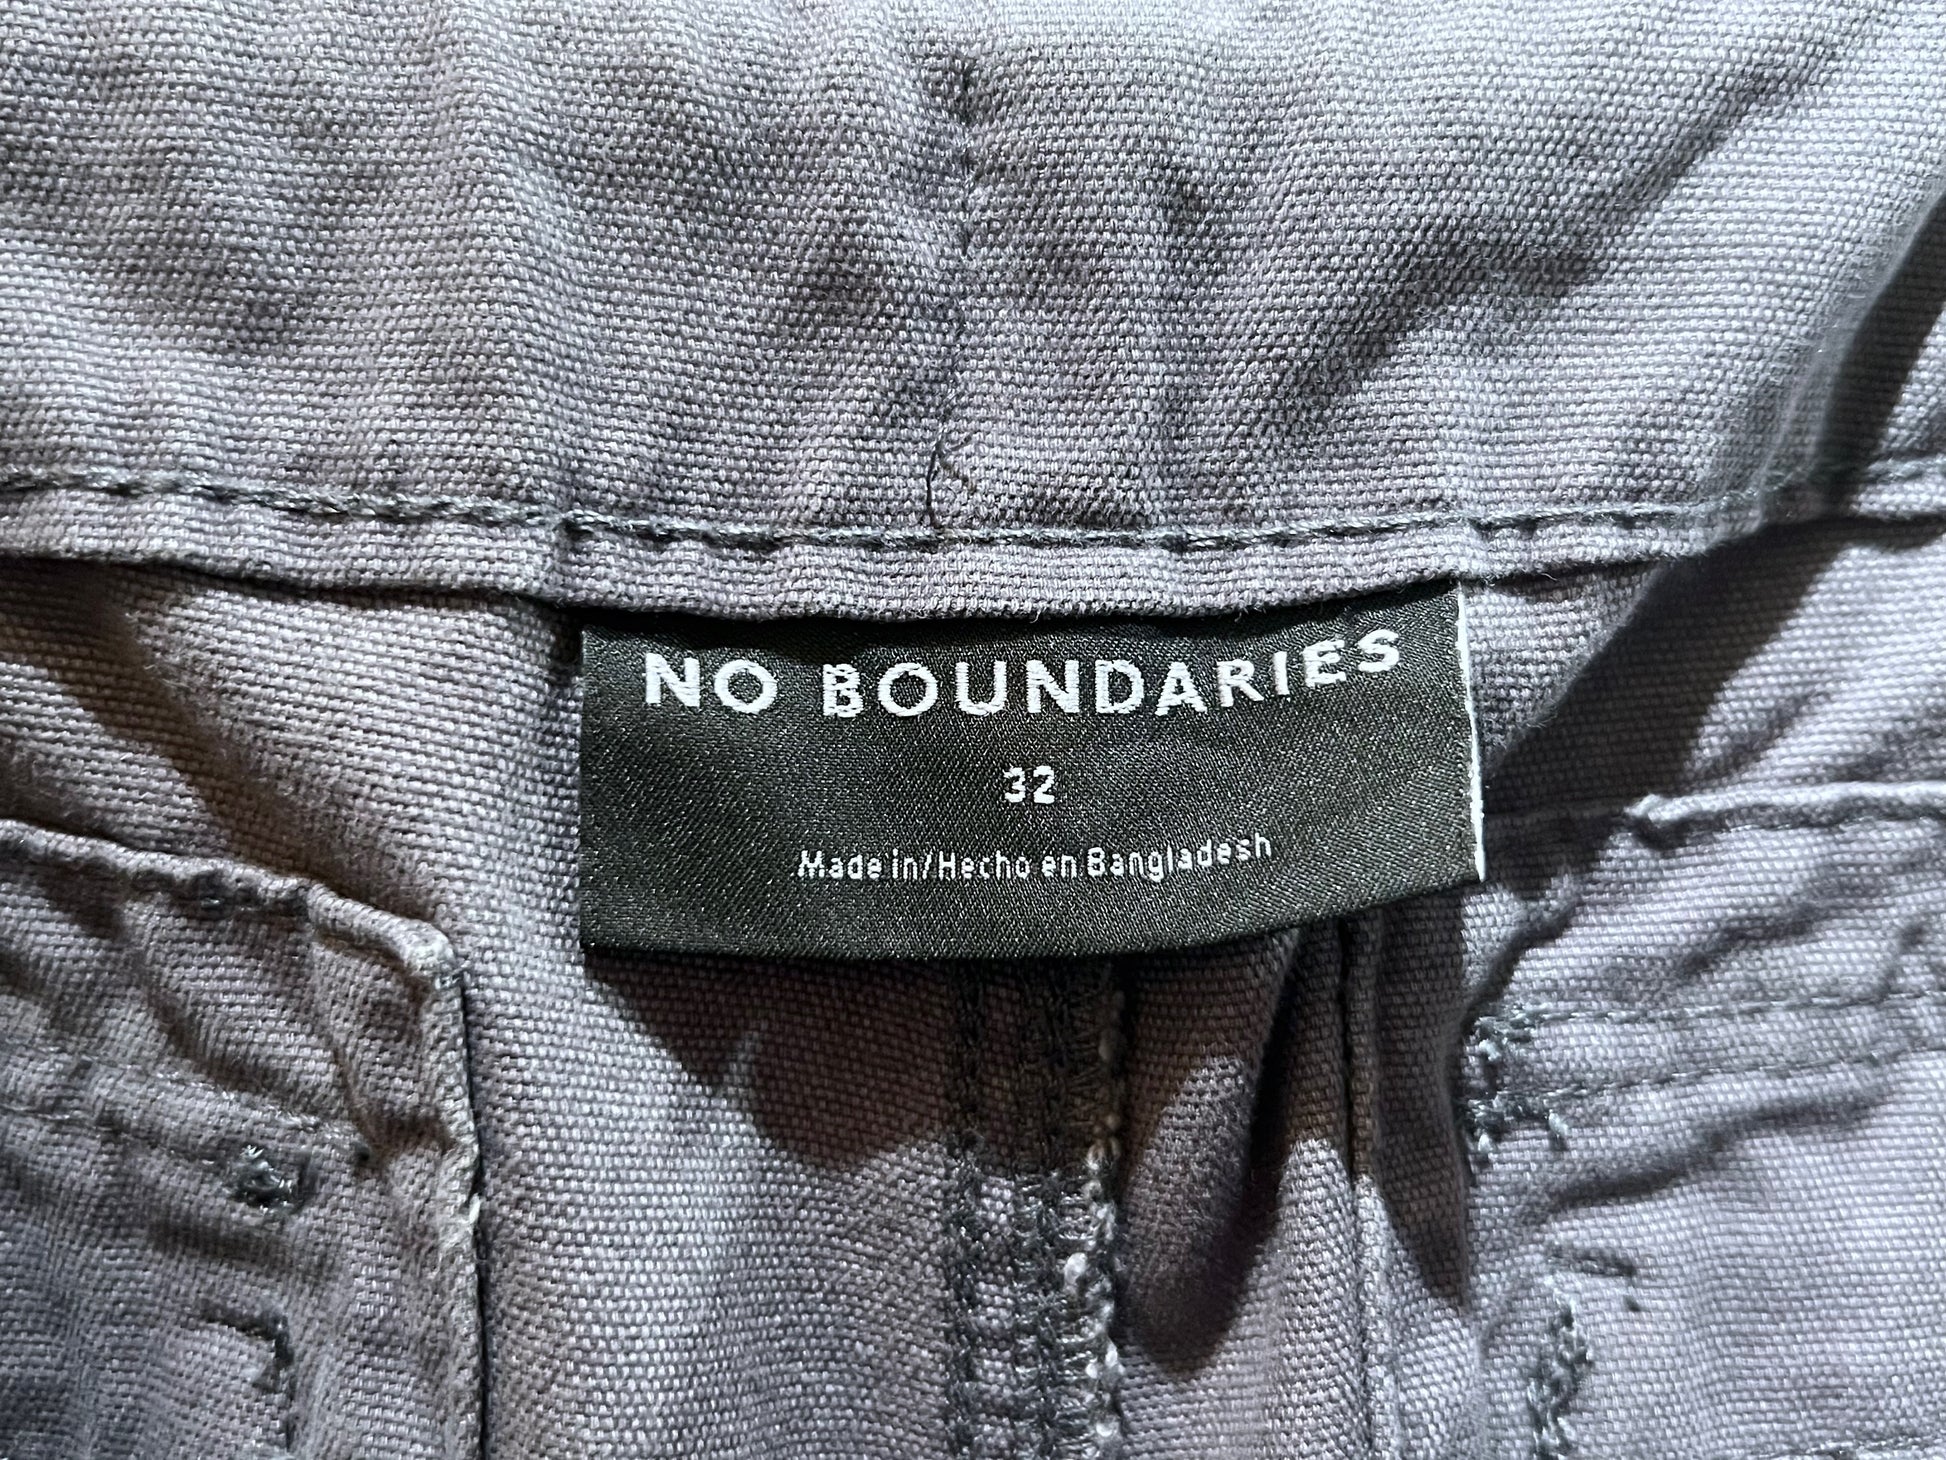 NO BOUNDARIES
32
Made in/Hecho en Bangladesh